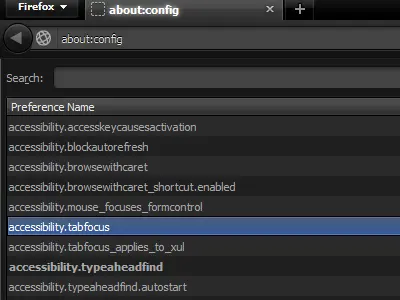 Firefox
about:config
about:config
Search:
Preference Name
accessibility.accesskeycausesactivation
accessibility.blockautorefresh
accessibility.browsewithcaret
accessibility.browsewithcaret_shortcut.enabled
accessibility.mouse_focuses_formcontrol
accessibility.tabfocus
accessibility.tabfocus_applies_to_xul
accessibility.typeaheadfind
accessibility.typeaheadfind.autostart